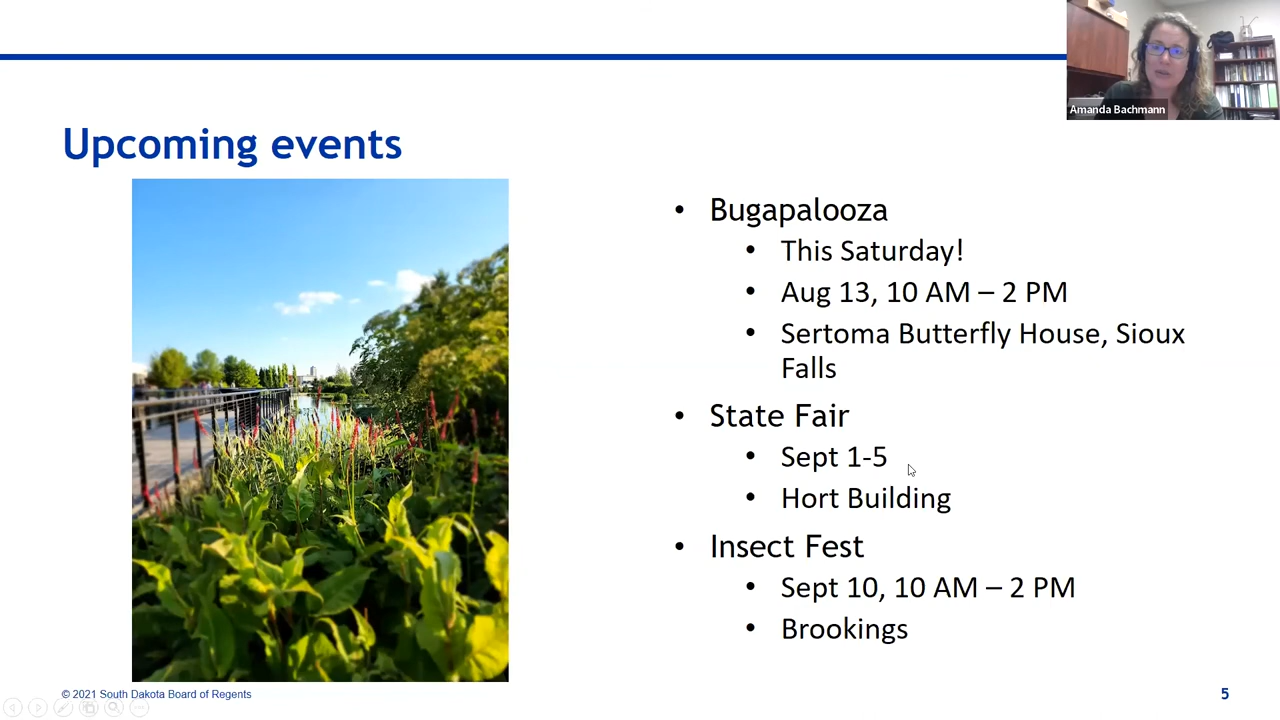 Amanda Bachmann
Upcoming events
• Bugapalooza
• This Saturday!
• Aug 13, 10 AM – 2 PM
• Sertoma Butterfly House, Sioux
Falls
• State Fair
• Sept 1-5
• Hort Building
• Insect Fest
• Sept 10, 10 AM – 2 PM
• Brookings
© 2021 South Dakota Board of Regents
5